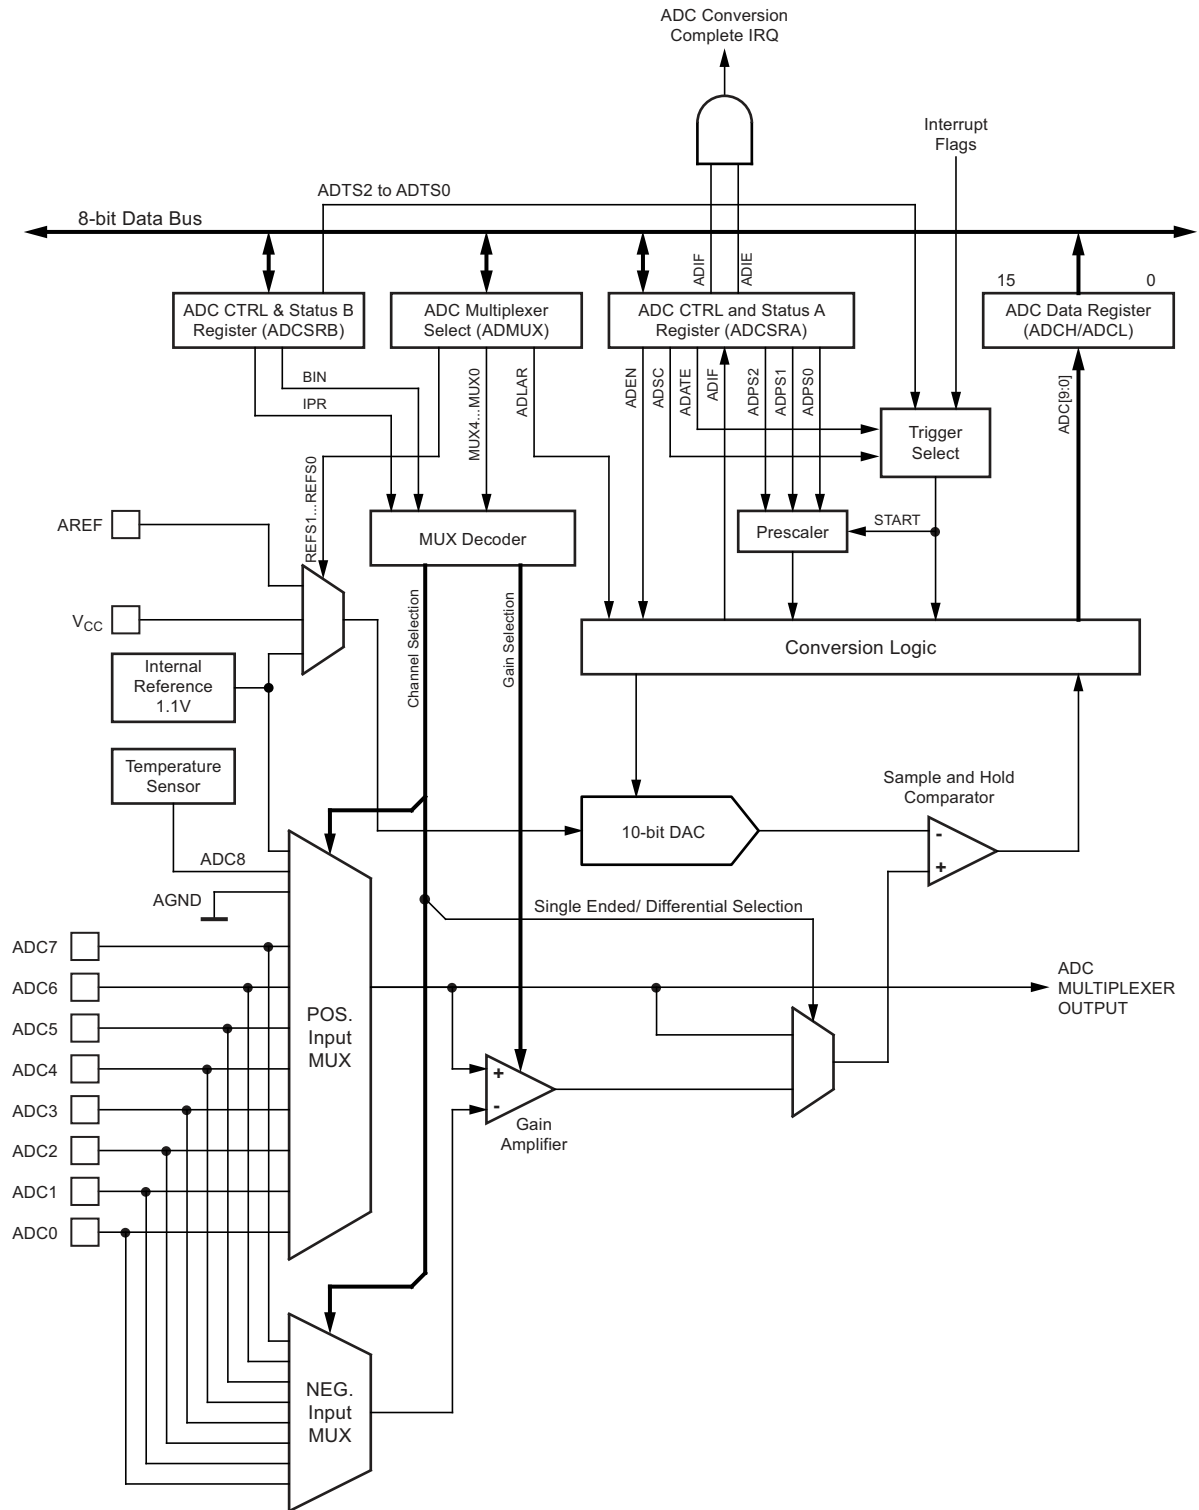 ADC Conversion
Complete IRQ
Interrupt
Flags
ADTS2 to ADTS0
8-bit Data Bus
ADIF
ADIE
15
0
ADC CTRL & Status B
Register (ADCSRB)
ADC Multiplexer
Select (ADMUX)
ADC CTRL and Status A
Register (ADCSRA)
ADC Data Register
(ADCH/ADCL)
BIN
IPR
MUX4...MUX0
ADLAR
ADEN
ADSC
ADATE
ADIF
ADPS2
ADPS1
ADPS0
ADC[9:0]
Trigger
Select
REFS1...REFS0
AREF
MUX Decoder
Prescaler
START
VCC
Channel Selection
Gain Selection
Conversion Logic
Internal
Reference
1.1V
Temperature
Sensor
Sample and Hold
Comparator
10-bit DAC
-
+
ADC8
AGND
Single Ended/ Differential Selection
ADC7
ADC6
ADC5
ADC4
ADC3
ADC2
ADC1
ADC0
POS.
Input
MUX
ADC
MULTIPLEXER
OUTPUT
+
-
Gain
Amplifier
NEG.
Input
MUX